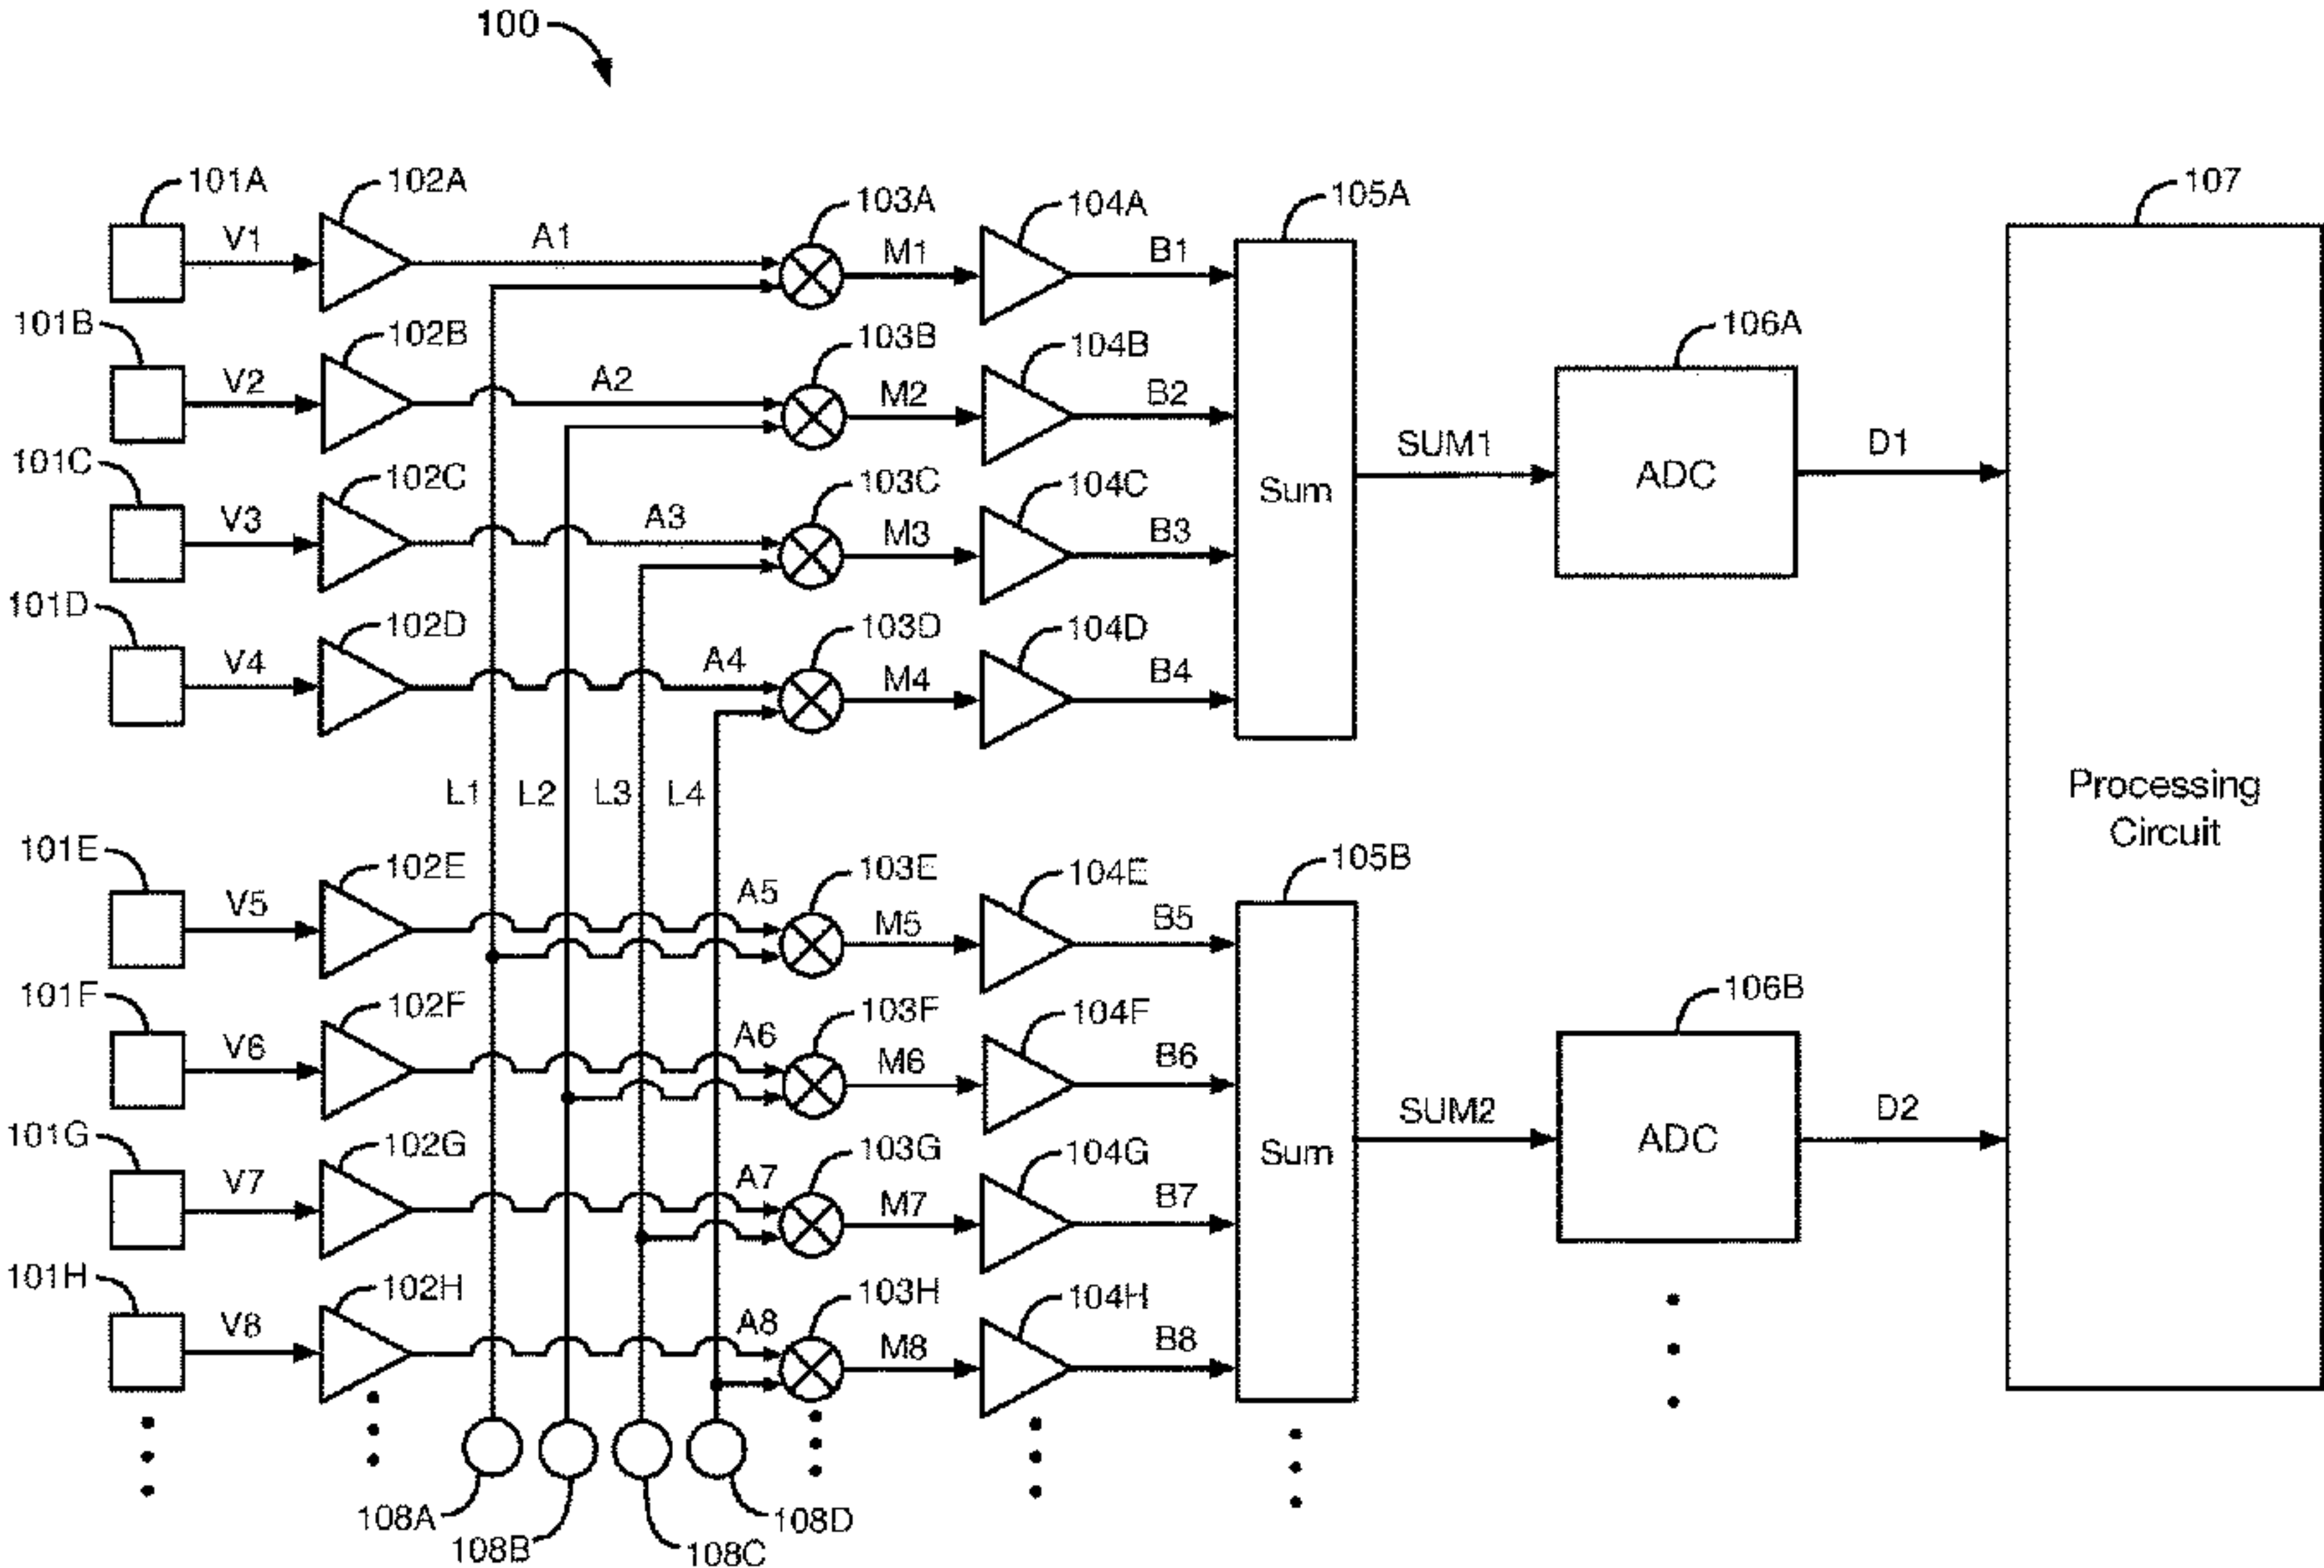 100
101A
102A
103A
104A
105A
107
V1
A1
M1
B1
101B
102B
103B
104B
106A
V2
A2
M2
B2
101C
102C
103C
104C
SUM1
ADC
D1
Sum
V3
A3
M3
B3
101D
102D
103D
104D
V4
A4
M4
B4
L1
L2
L3
L4
Processing
Circuit
101E
102E
103E
104E
105B
V5
A5
M5
B5
101F
102F
103F
104F
106B
V6
A6
M6
B6
101G
102G
103G
104G
SUM2
ADC
D2
Sum
V7
A7
M7
B7
101H
102H
103H
104H
V8
A8
M8
B8
108A
108B
108C
108D